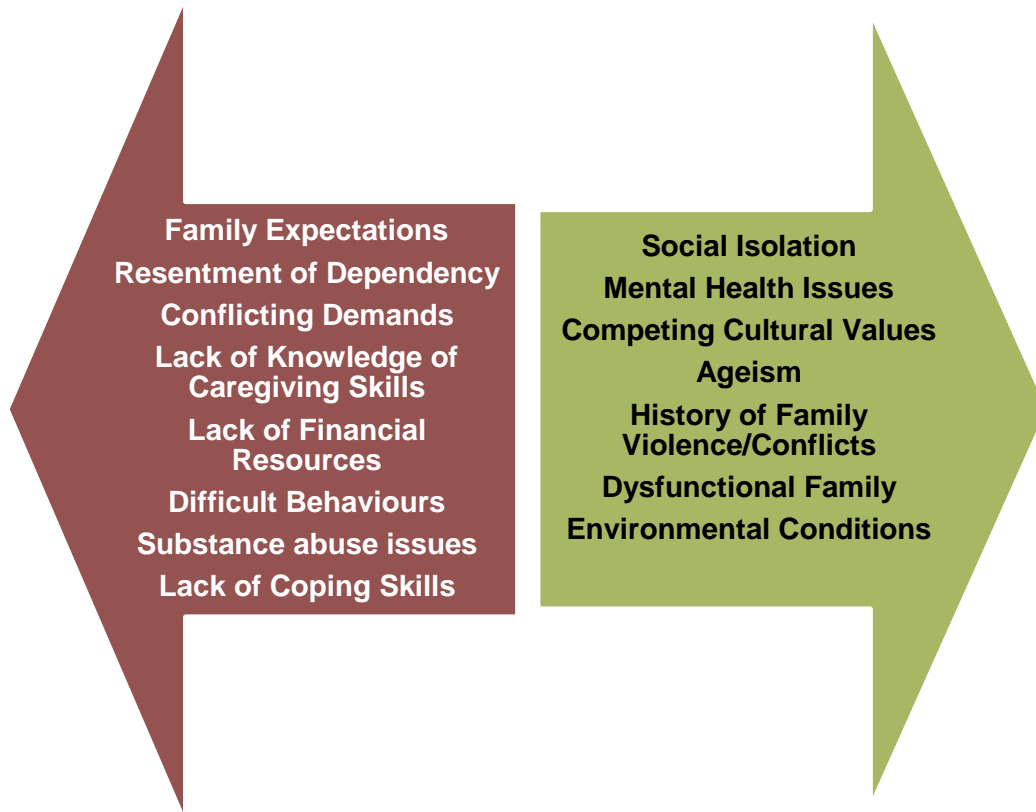 Family Expectations
Resentment of Dependency
Conflicting Demands
Lack of Knowledge of
Caregiving Skills
Lack of Financial
Resources
Difficult Behaviours
Substance abuse issues
Lack of Coping Skills
Social Isolation
Mental Health Issues
Competing Cultural Values
Ageism
History of Family
Violence/Conflicts
Dysfunctional Family
Environmental Conditions